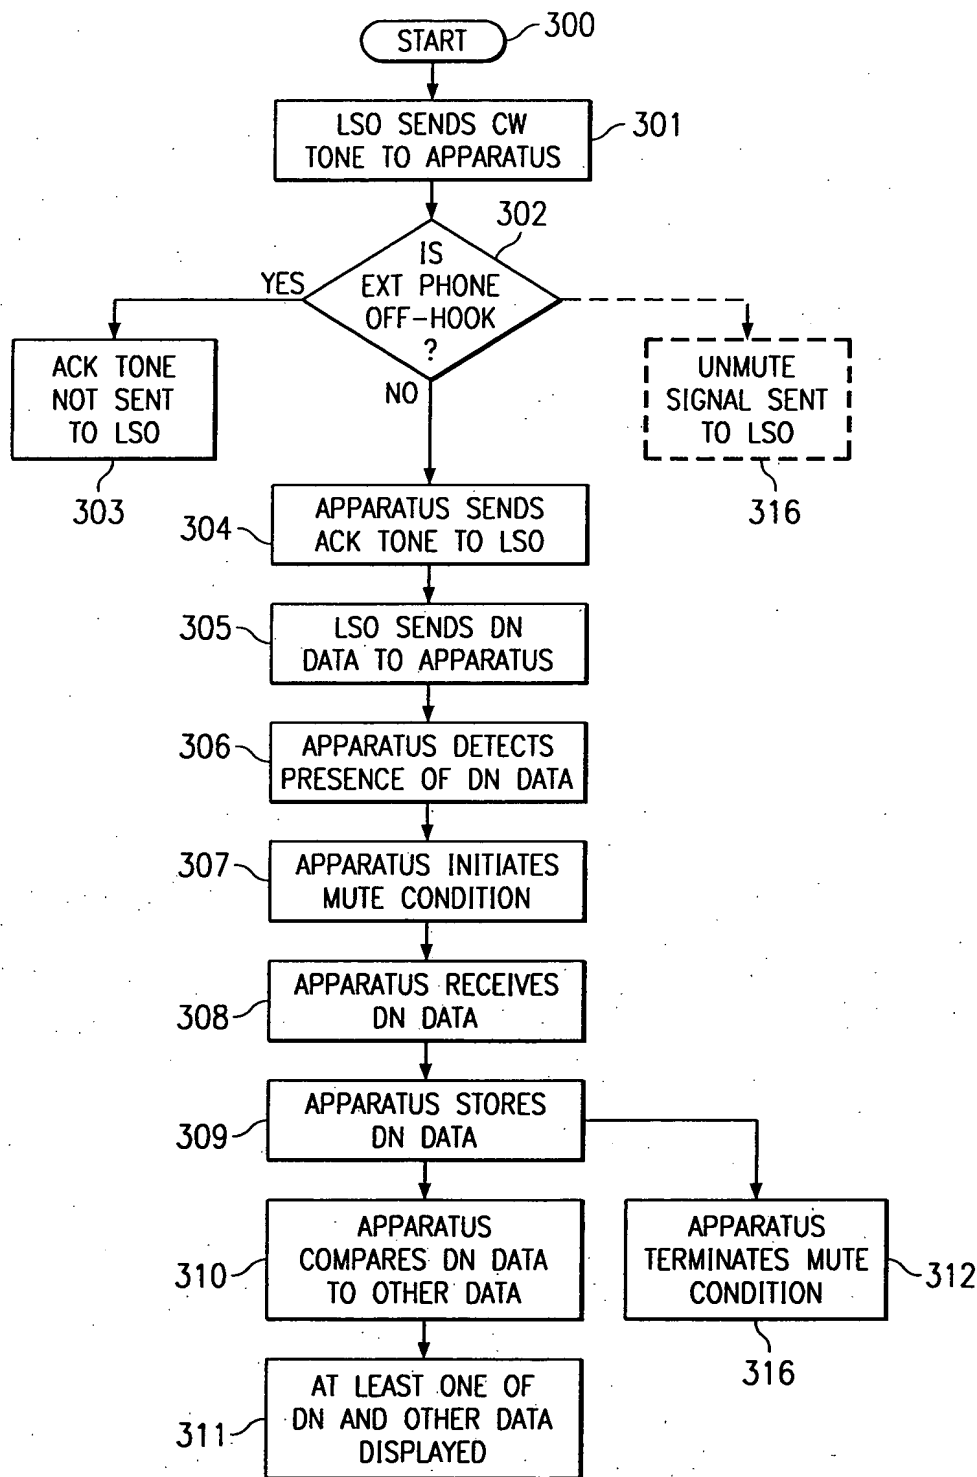 START
300
LSO SENDS CW
TONE TO APPARATUS
301
302
IS
EXT PHONE
OFF-HOOK
?
YES
NO
ACK TONE
NOT SENT
TO LSO
303
UNMUTE
SIGNAL SENT
TO LSO
316
304
APPARATUS SENDS
ACK TONE TO LSO
305
LSO SENDS DN
DATA TO APPARATUS
306
APPARATUS DETECTS
PRESENCE OF DN DATA
307
APPARATUS INITIATES
MUTE CONDITION
308
APPARATUS RECEIVES
DN DATA
309
APPARATUS STORES
DN DATA
310
APPARATUS
COMPARES DN DATA
TO OTHER DATA
APPARATUS
TERMINATES MUTE
CONDITION
312
316
311
AT LEAST ONE OF
DN AND OTHER DATA
DISPLAYED